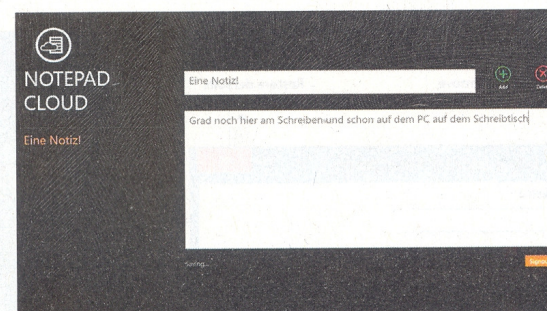 NOTEPAD
CLOUD
Eine Notiz!
Eine Notiz!
Add
Grad noch hier am Schreiben und schon auf dem PC auf dem Schreibtisch
Saving...